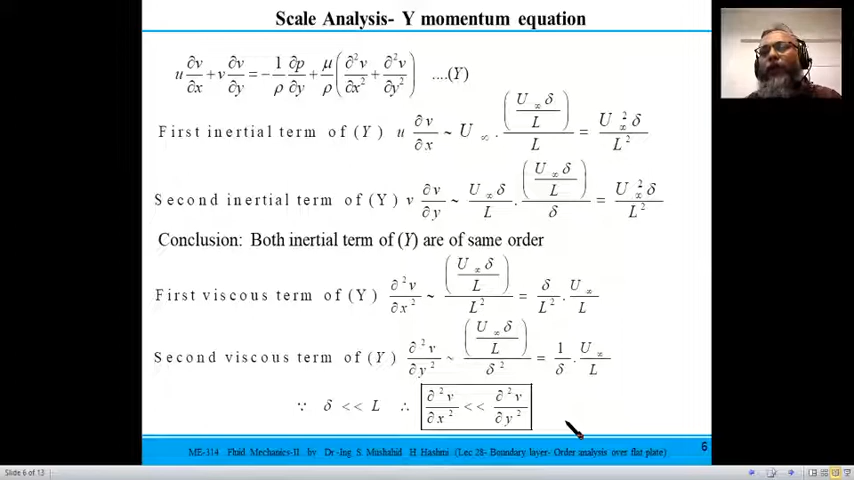 Scale Analysis- Y momentum equation
u ∂v/∂x + v ∂v/∂y = − 1/ρ ∂p/∂y + μ/ρ (∂²v/∂x² + ∂²v/∂y²) ....(Y)
First inertial term of (Y) u ∂v/∂x ~ U∞ . (U∞δ/L)/L = U∞²δ/L²
Second inertial term of (Y) v ∂v/∂y ~ U∞δ/L . (U∞δ/L)/δ = U∞²δ/L²
Conclusion: Both inertial term of (Y) are of same order
First viscous term of (Y) ∂²v/∂x² ~ (U∞δ/L)/L² = δ/L² . U∞/L
Second viscous term of (Y) ∂²v/∂y² ~ (U∞δ/L)/δ² = 1/δ . U∞/L
∵ δ << L ∴ ∂²v/∂x² << ∂²v/∂y²
ME-314 Fluid Mechanics-II by Dr-Ing S. Mushahid H Hashmi (Lec 28- Boundary layer- Order analysis over flat plate) 6
Slide 6 of 13